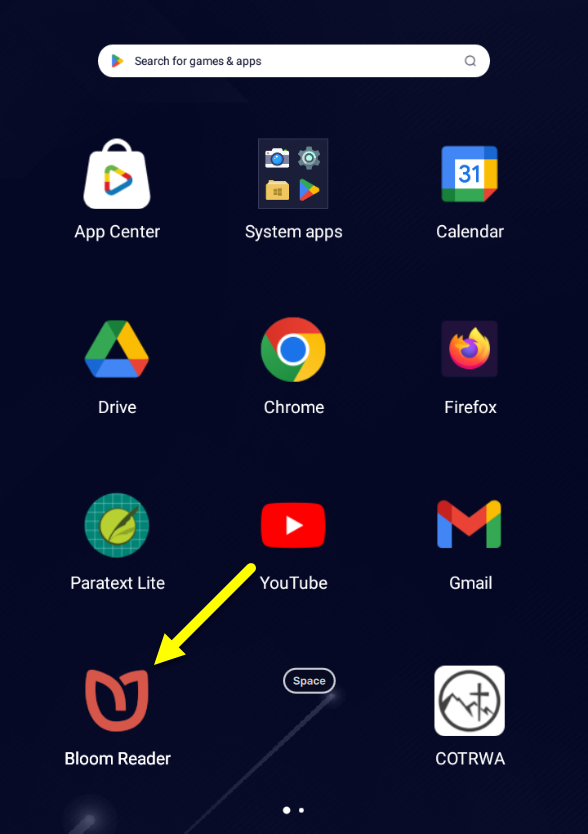 Search for games & apps
App Center
System apps
31
Calendar
Drive
Chrome
Firefox
Paratext Lite
YouTube
Gmail
Space
Bloom Reader
COTRWA